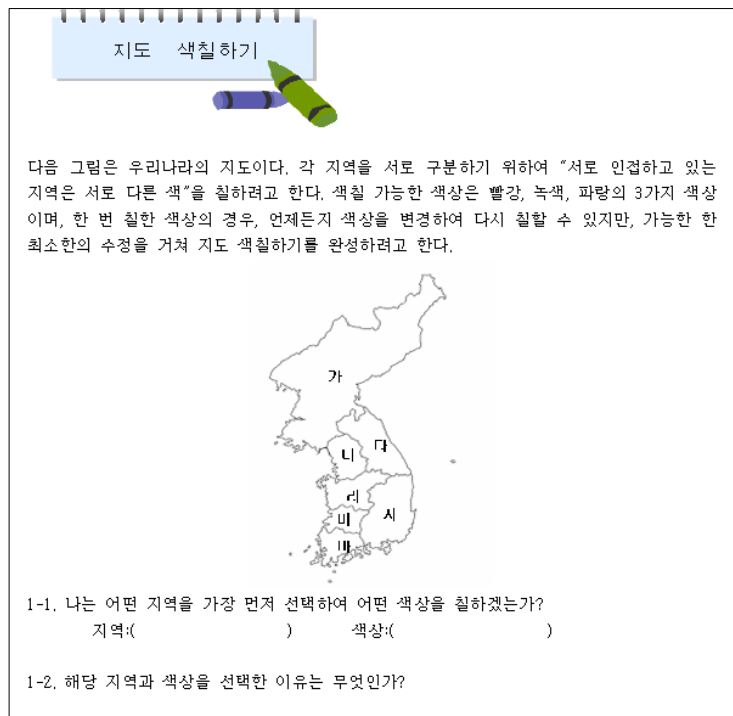 지도 색칠하기
다음 그림은 우리나라의 지도이다. 각 지역을 서로 구분하기 위하여 “서로 인접하고 있는
지역은 서로 다른 색”을 칠하려고 한다. 색칠 가능한 색상은 빨강, 녹색, 파랑의 3가지 색상
이며, 한 번 칠한 색상의 경우, 언제든지 색상을 변경하여 다시 칠할 수 있지만, 가능한 한
최소한의 수정을 거쳐 지도 색칠하기를 완성하려고 한다.
가
다
나
라
사
마
바
1-1. 나는 어떤 지역을 가장 먼저 선택하여 어떤 색상을 칠하겠는가?
지역:( ) 색상:( )
1-2. 해당 지역과 색상을 선택한 이유는 무엇인가?